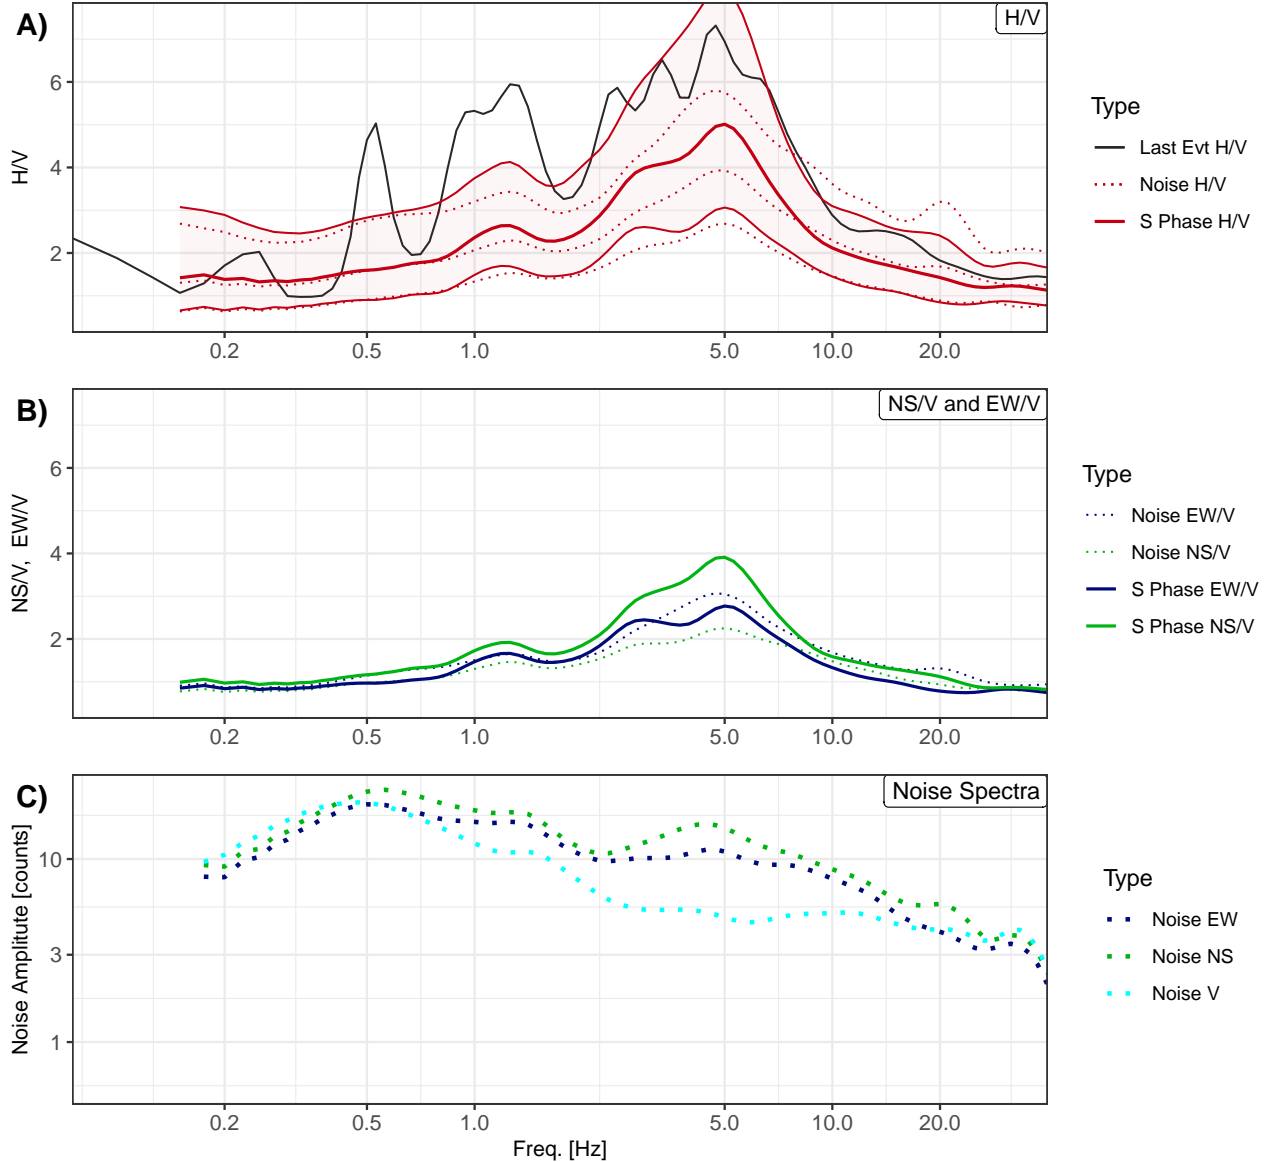 A)
H/V
H/V
6
4
2
0.2 0.5 1.0 5.0 10.0 20.0
Type
Last Evt H/V
Noise H/V
S Phase H/V
B)
NS/V and EW/V
NS/V, EW/V
6
4
2
0.2 0.5 1.0 5.0 10.0 20.0
Type
Noise EW/V
Noise NS/V
S Phase EW/V
S Phase NS/V
C)
Noise Spectra
Noise Amplitute [counts]
10
3
1
0.2 0.5 1.0 5.0 10.0 20.0
Freq. [Hz]
Type
Noise EW
Noise NS
Noise V